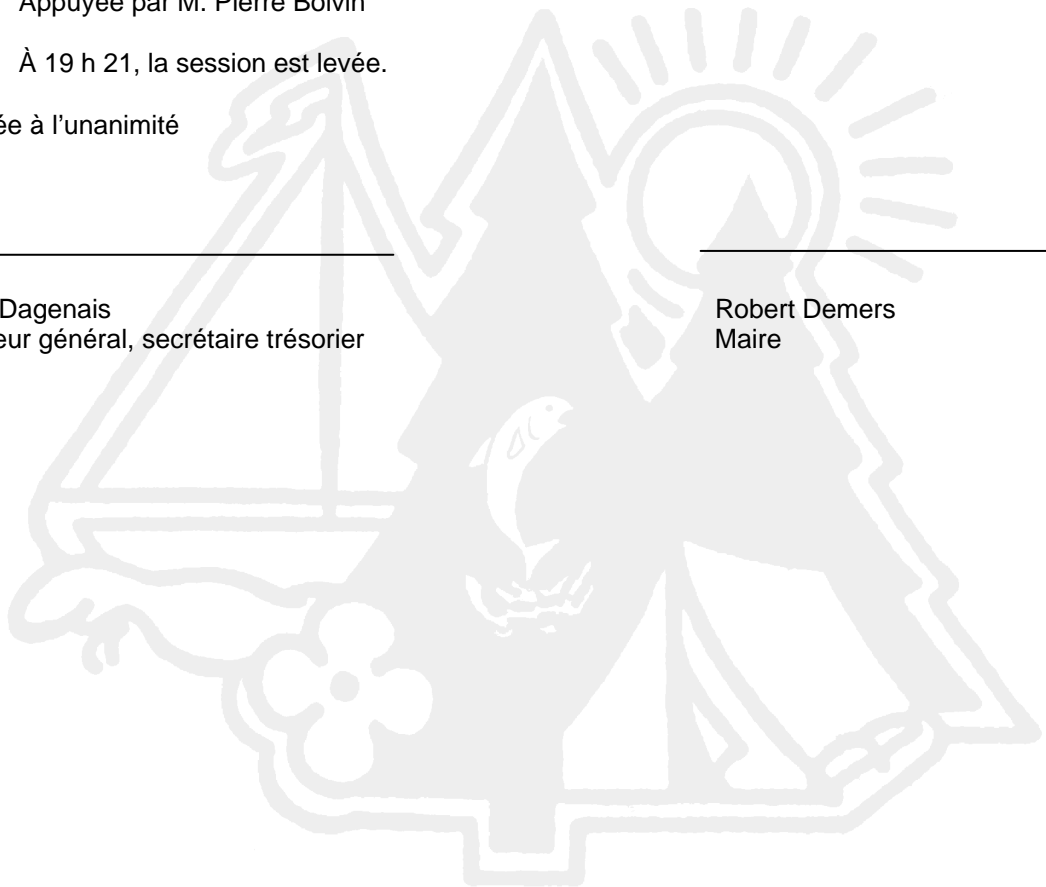 Appuyée par M. Pierre Boivin
À 19 h 21, la session est levée.
ée à l’unanimité
Dagenais
eur général, secrétaire trésorier
Robert Demers
Maire